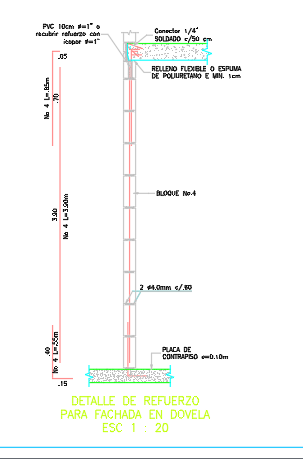 PVC 10cm ø=1" o
recubrir refuerzo con
icopor ø=1"
Conector 1/4"
SOLDADO c/50 cm
.05
RELLENO FLEXIBLE O ESPUMA
DE POLIURETANO E MIN. 1cm
No 4 L=.85m
.70
BLOQUE No.4
3.90
No 4 L=3.90m
2 ø4.0mm c/.80
.40
No 4 L=.55m
PLACA DE
CONTRAPISO e=0.10m
.15
DETALLE DE REFUERZO
PARA FACHADA EN DOVELA
ESC 1 : 20